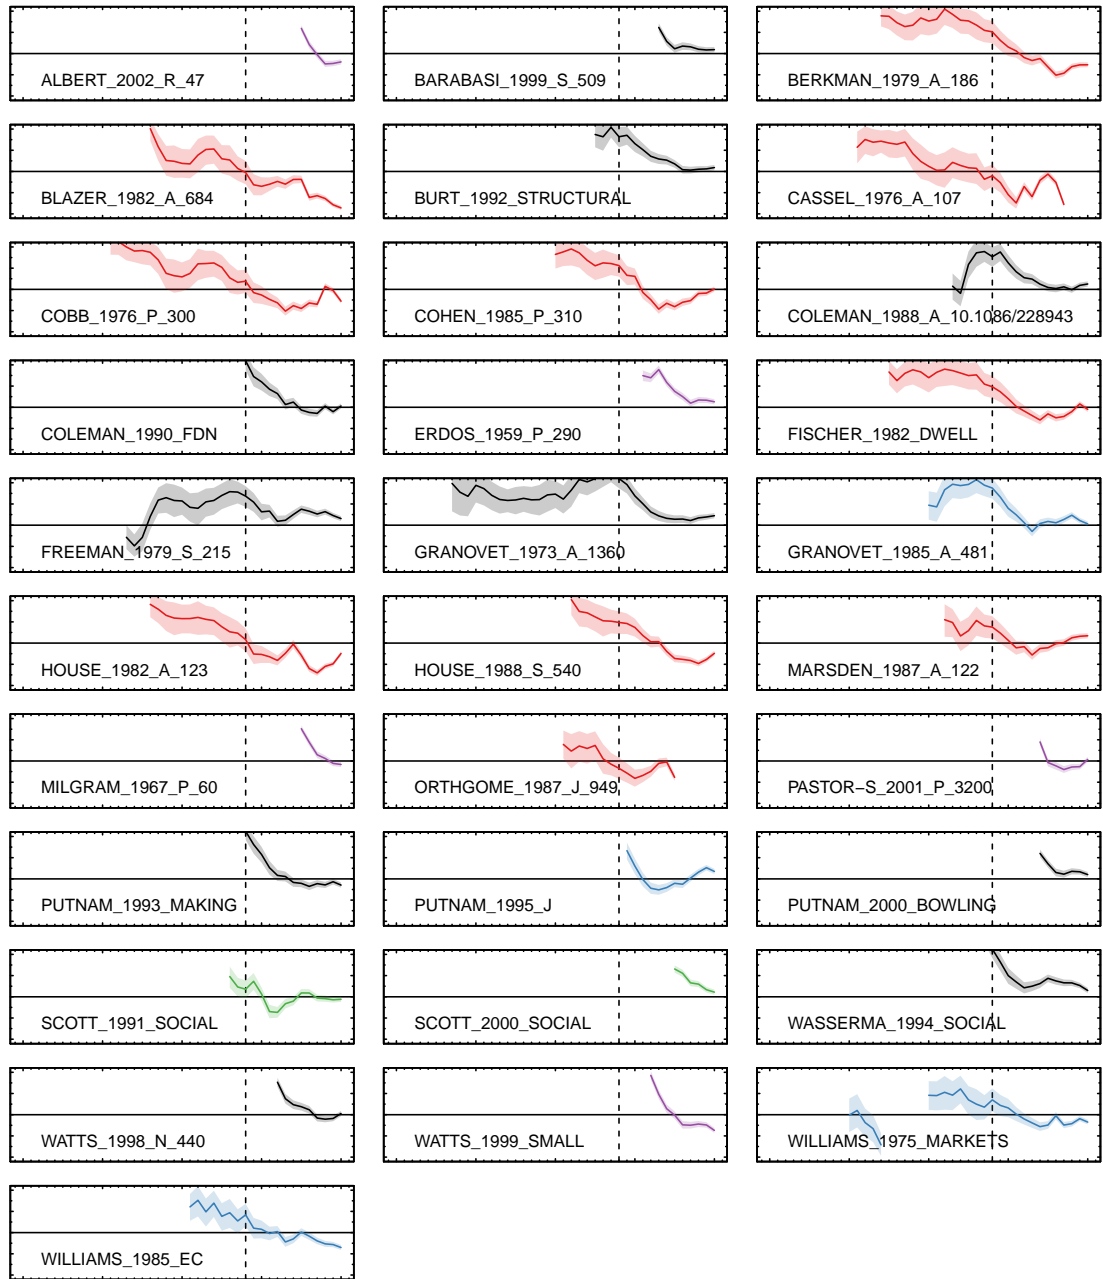 ALBERT_2002_R_47
BARABASI_1999_S_509
BERKMAN_1979_A_186
BLAZER_1982_A_684
BURT_1992_STRUCTURAL
CASSEL_1976_A_107
COBB_1976_P_300
COHEN_1985_P_310
COLEMAN_1988_A_10.1086/228943
COLEMAN_1990_FDN
ERDOS_1959_P_290
FISCHER_1982_DWELL
FREEMAN_1979_S_215
GRANOVET_1973_A_1360
GRANOVET_1985_A_481
HOUSE_1982_A_123
HOUSE_1988_S_540
MARSDEN_1987_A_122
MILGRAM_1967_P_60
ORTHGOME_1987_J_949
PASTOR−S_2001_P_3200
PUTNAM_1993_MAKING
PUTNAM_1995_J
PUTNAM_2000_BOWLING
SCOTT_1991_SOCIAL
SCOTT_2000_SOCIAL
WASSERMA_1994_SOCIAL
WATTS_1998_N_440
WATTS_1999_SMALL
WILLIAMS_1975_MARKETS
WILLIAMS_1985_EC